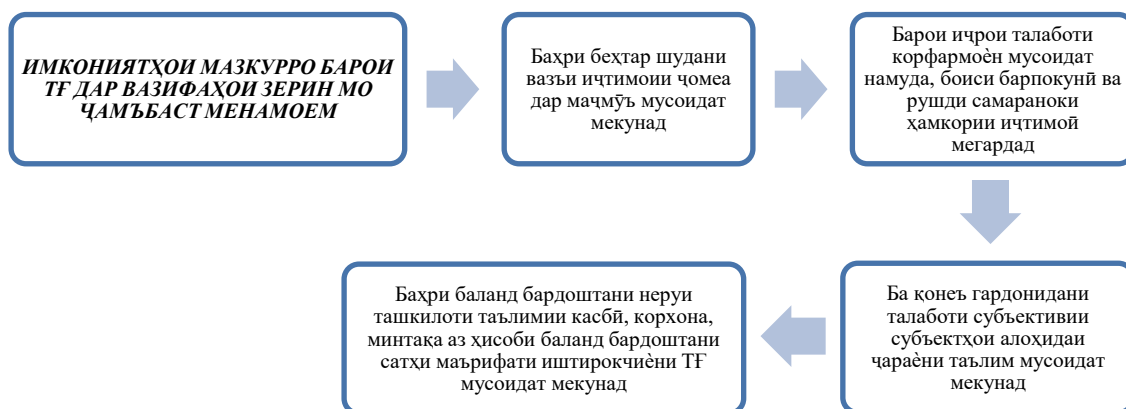 ИМКОНИЯТҲОИ МАЗКУРРО БАРОИ
ТҒ ДАР ВАЗИФАҲОИ ЗЕРИН МО
ҶАМЪБАСТ МЕНАМОЕМ
Баҳри беҳтар шудани
вазъи иҷтимоии ҷомеа
дар маҷмӯъ мусоидат
мекунад
Барои иҷрои талаботи
корфармоѐн мусоидат
намуда, боиси барпокунӣ ва
рушди самараноки
ҳамкории иҷтимоӣ
мегардад
Ба қонеъ гардонидани
талаботи субъективии
субъектҳои алоҳидаи
ҷараѐни таълим мусоидат
мекунад
Баҳри баланд бардоштани неруи
ташкилоти таълимии касбӣ, корхона,
минтақа аз ҳисоби баланд бардоштани
сатҳи маърифати иштирокчиѐни ТҒ
мусоидат мекунад